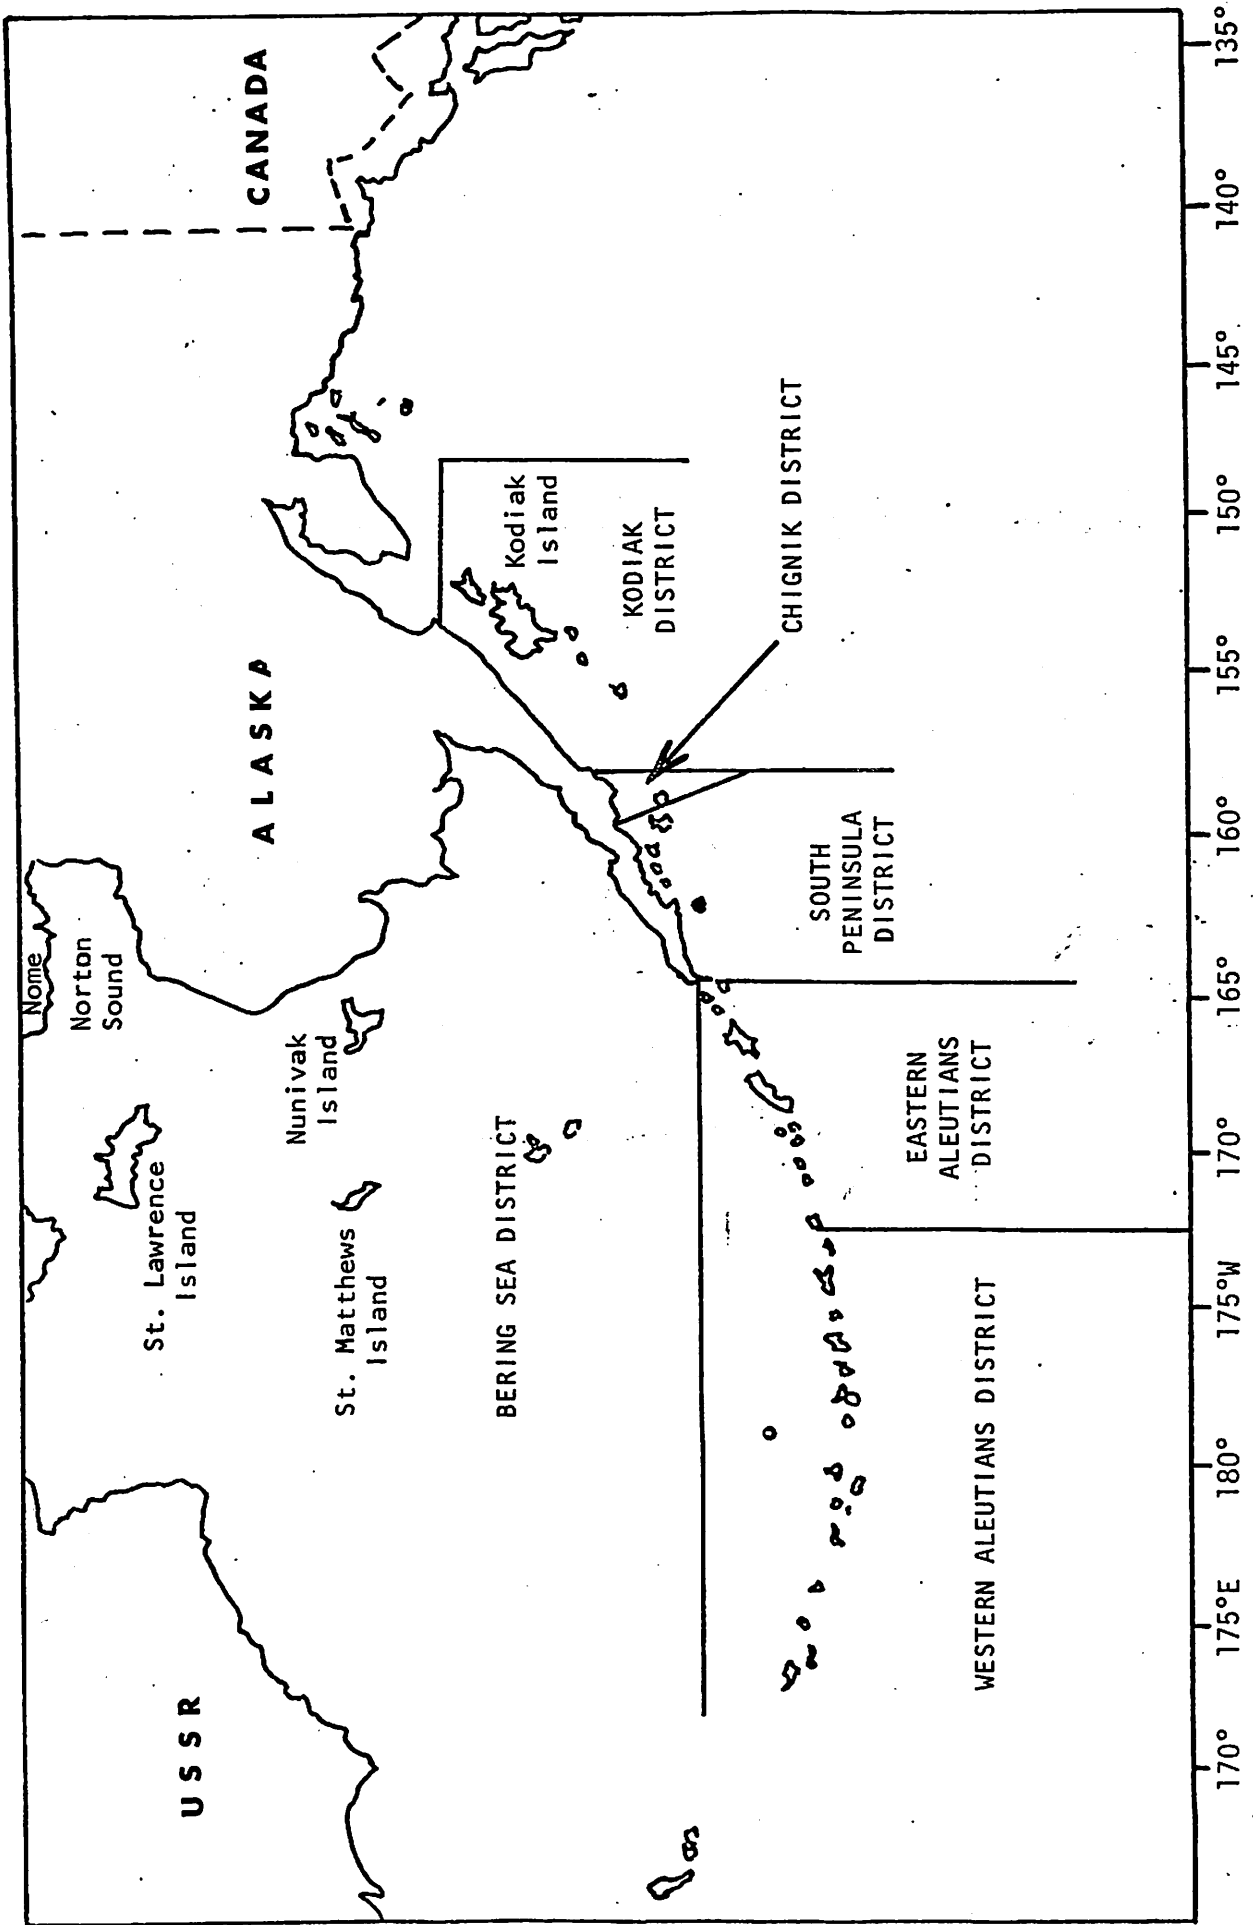 USSR
ALASKA
CANADA
Nome
Norton
Sound
St. Lawrence
Island
Nunivak
Island
St. Matthews
Island
BERING SEA DISTRICT
Kodiak
Island
KODIAK
DISTRICT
CHIGNIK DISTRICT
SOUTH
PENINSULA
DISTRICT
EASTERN
ALEUTIANS
DISTRICT
WESTERN ALEUTIANS DISTRICT
170°
175°E
180°
175°W
170°
165°
160°
155°
150°
145°
140°
135°